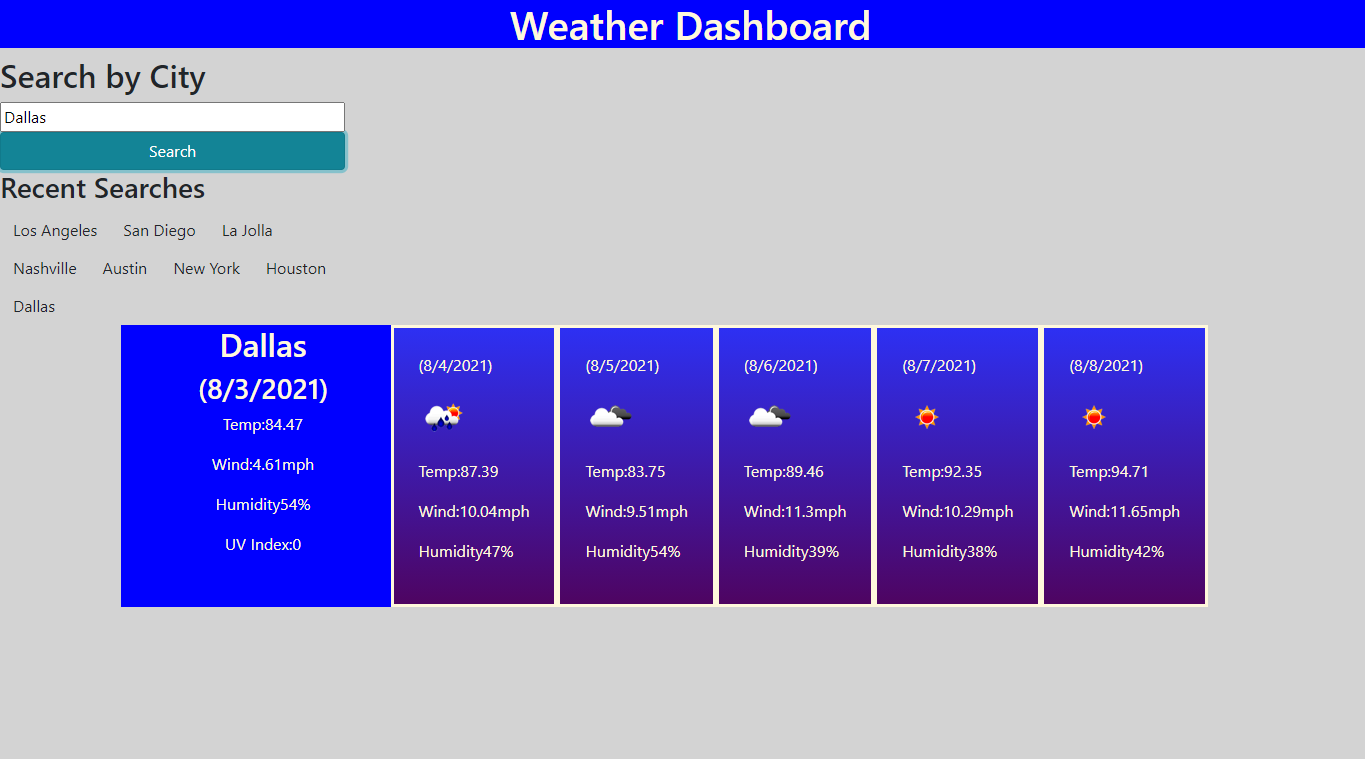 Weather Dashboard
Search by City
Dallas
Search
Recent Searches
Los Angeles San Diego La Jolla
Nashville Austin New York Houston
Dallas
Dallas
(8/3/2021)
Temp:84.47
Wind:4.61mph
Humidity54%
UV Index:0
(8/4/2021)
Temp:87.39
Wind:10.04mph
Humidity47%
(8/5/2021)
Temp:83.75
Wind:9.51mph
Humidity54%
(8/6/2021)
Temp:89.46
Wind:11.3mph
Humidity39%
(8/7/2021)
Temp:92.35
Wind:10.29mph
Humidity38%
(8/8/2021)
Temp:94.71
Wind:11.65mph
Humidity42%